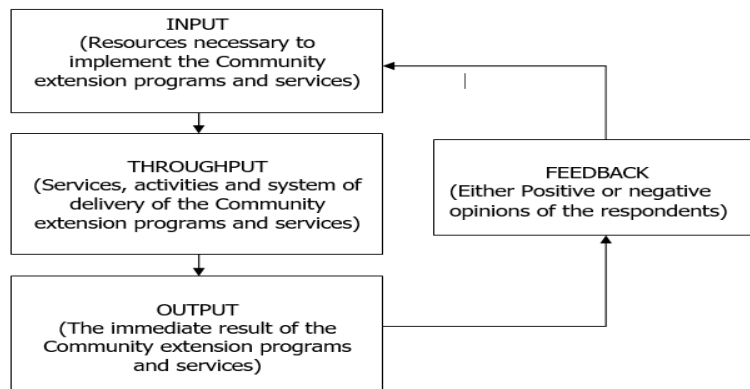 INPUT
(Resources necessary to
implement the Community
extension programs and services)
THROUGHPUT
(Services, activities and system of
delivery of the Community
extension programs and services)
OUTPUT
(The immediate result of the
Community extension programs
and services)
FEEDBACK
(Either Positive or negative
opinions of the respondents)